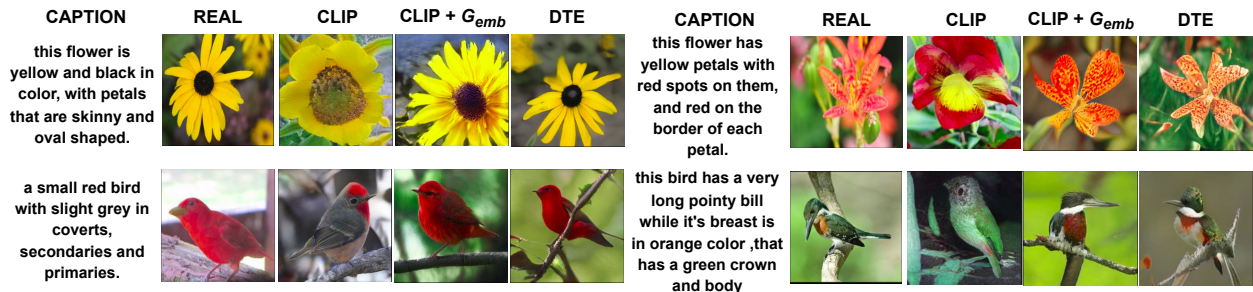 CAPTION REAL CLIP CLIP + G_emb DTE CAPTION REAL CLIP CLIP + G_emb DTE
this flower is
yellow and black in
color, with petals
that are skinny and
oval shaped.
this flower has
yellow petals with
red spots on them,
and red on the
border of each
petal.
a small red bird
with slight grey in
coverts,
secondaries and
primaries.
this bird has a very
long pointy bill
while it's breast is
in orange color ,that
has a green crown
and body